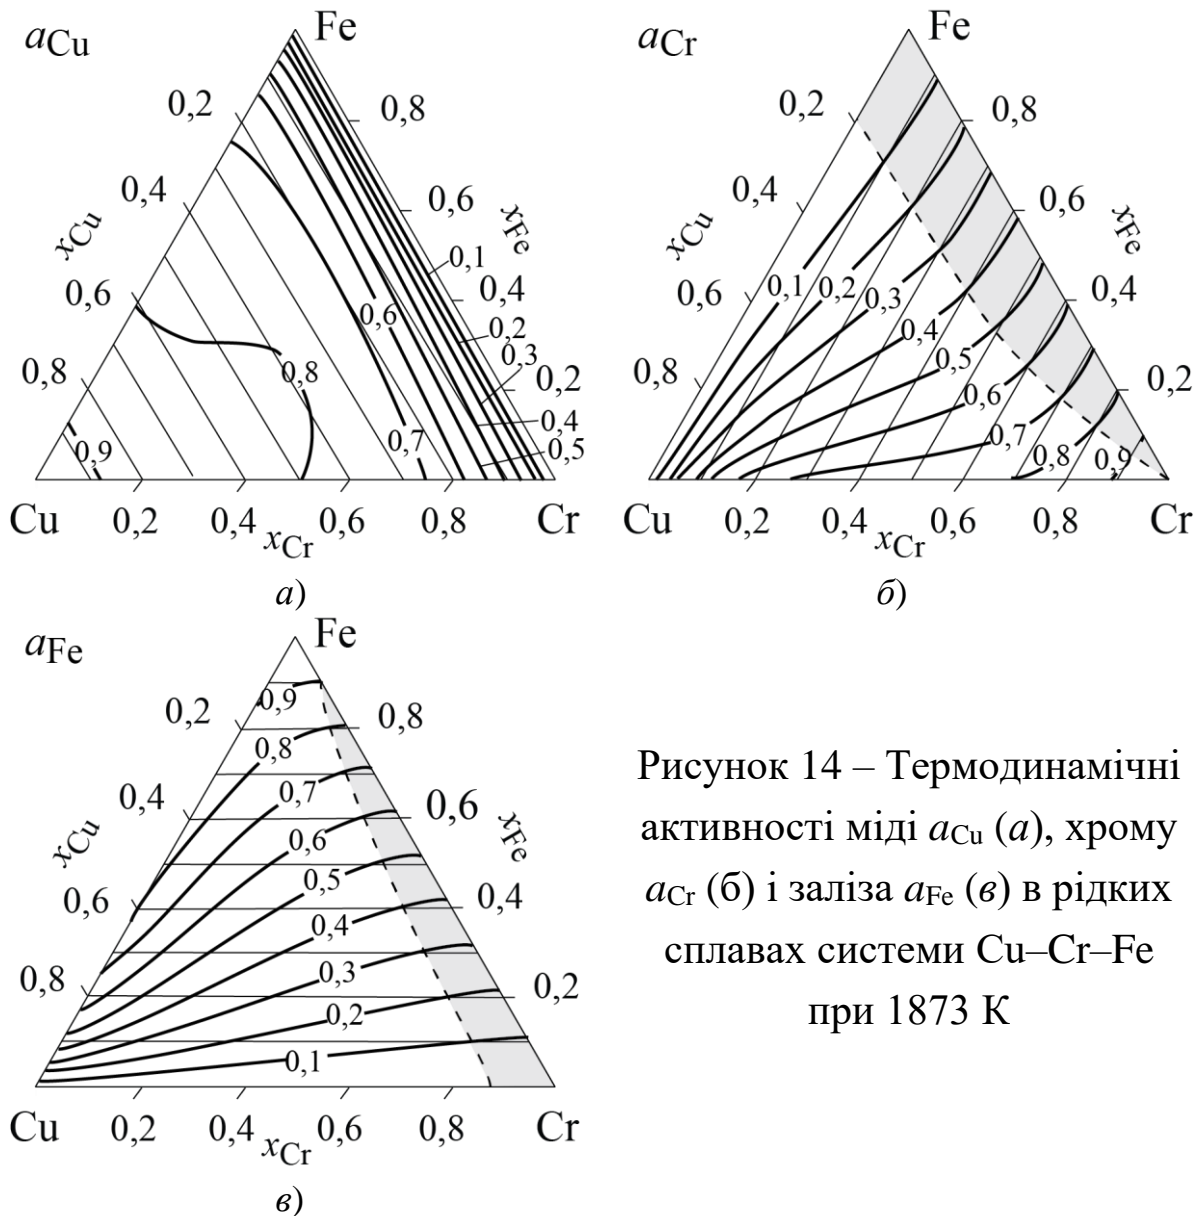 aCu
Fe
0,2
0,8
0,4
0,6
xCu
xFe
0,1
0,6
0,6
0,4
0,2
0,3
0,8
0,8
0,2
0,4
0,9
0,7
0,5
Cu
0,2
0,4
0,6
0,8
Cr
xCr
а)
aCr
Fe
0,2
0,8
0,4
0,6
xCu
xFe
0,6
0,1
0,2
0,3
0,4
0,4
0,5
0,8
0,6
0,2
0,7
0,8
0,9
Cu
0,2
0,4
0,6
0,8
Cr
xCr
б)
aFe
Fe
0,9
0,2
0,8
0,8
0,7
0,4
0,6
xCu
0,6
xFe
0,5
0,6
0,4
0,4
0,3
0,8
0,2
0,2
0,1
Cu
0,2
0,4
0,6
0,8
Cr
xCr
в)
Рисунок 14 – Термодинамічні
активності міді aCu (а), хрому
aCr (б) і заліза aFe (в) в рідких
сплавах системи Cu–Cr–Fe
при 1873 К